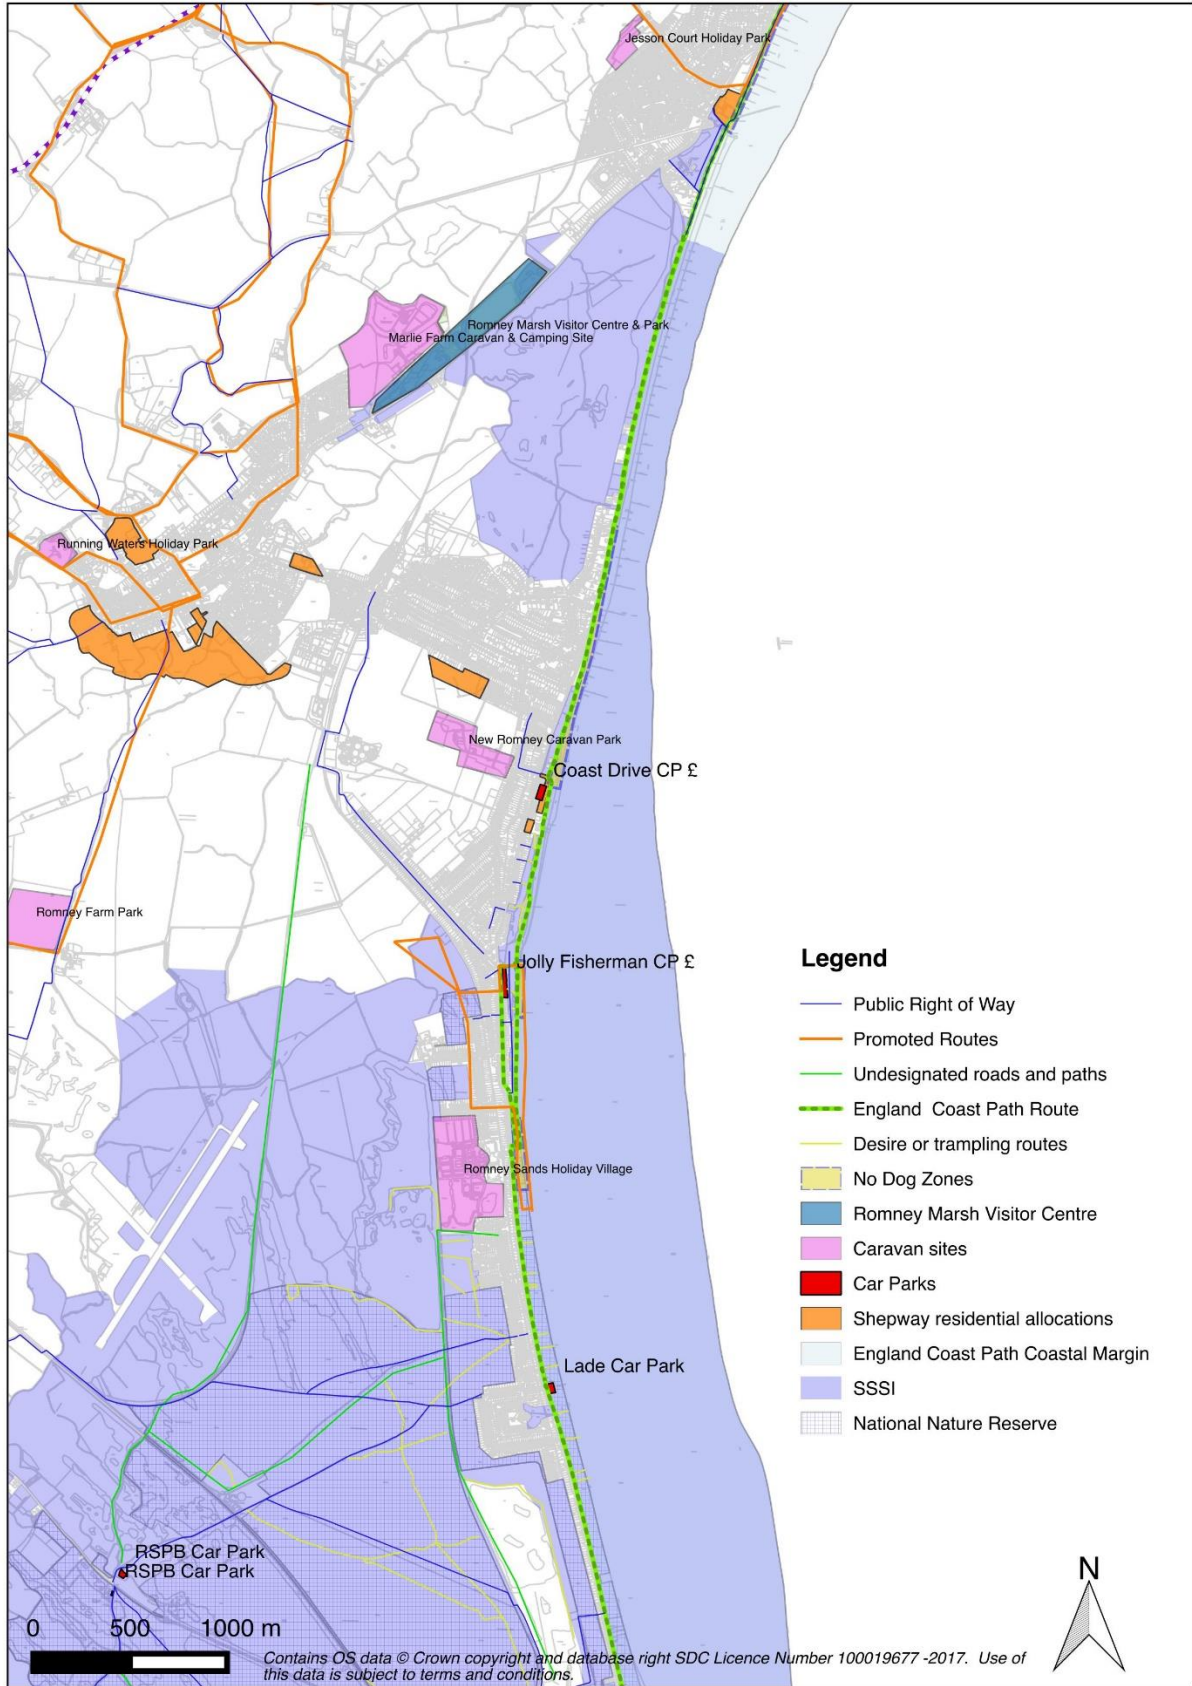 Jesson Court Holiday Park
Romney Marsh Visitor Centre & Park
Marlie Farm Caravan & Camping Site
Running Waters Holiday Park
New Romney Caravan Park
Coast Drive CP £
Romney Farm Park
Jolly Fisherman CP £
Romney Sands Holiday Village
Lade Car Park
RSPB Car Park
RSPB Car Park
Legend
Public Right of Way
Promoted Routes
Undesignated roads and paths
England Coast Path Route
Desire or trampling routes
No Dog Zones
Romney Marsh Visitor Centre
Caravan sites
Car Parks
Shepway residential allocations
England Coast Path Coastal Margin
SSSI
National Nature Reserve
N
0 500 1000 m
Contains OS data © Crown copyright and database right SDC Licence Number 100019677 -2017. Use of
this data is subject to terms and conditions.